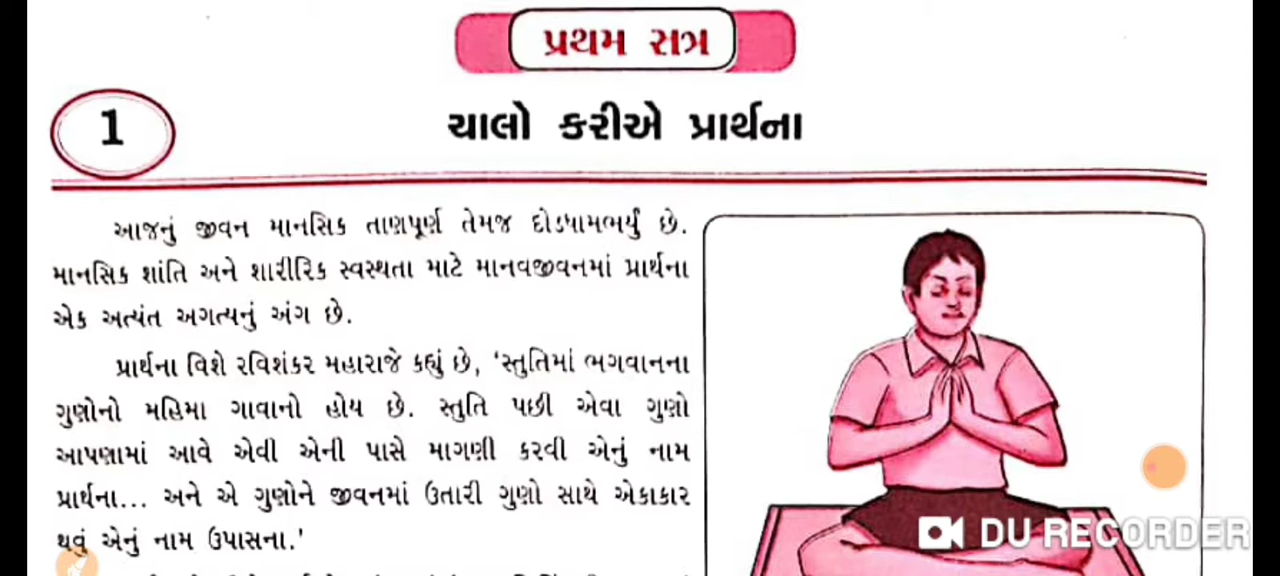 પ્રથમ સત્ર
1
ચાલો કરીએ પ્રાર્થના
આજનું જીવન માનસિક તાણપૂર્ણ તેમજ દોડધામભર્યું છે.
માનસિક શાંતિ અને શારીરિક સ્વસ્થતા માટે માનવજીવનમાં પ્રાર્થના
એક અત્યંત અગત્યનું અંગ છે.
પ્રાર્થના વિશે રવિશંકર મહારાજે કહ્યું છે, ‘સ્તુતિમાં ભગવાનના
ગુણોનો મહિમા ગાવાનો હોય છે. સ્તુતિ પછી એવા ગુણો
આપણામાં આવે એવી એની પાસે માગણી કરવી એનું નામ
પ્રાર્થના... અને એ ગુણોને જીવનમાં ઉતારી ગુણો સાથે એકાકાર
થવું એનું નામ ઉપાસના.’
DU RECORDER